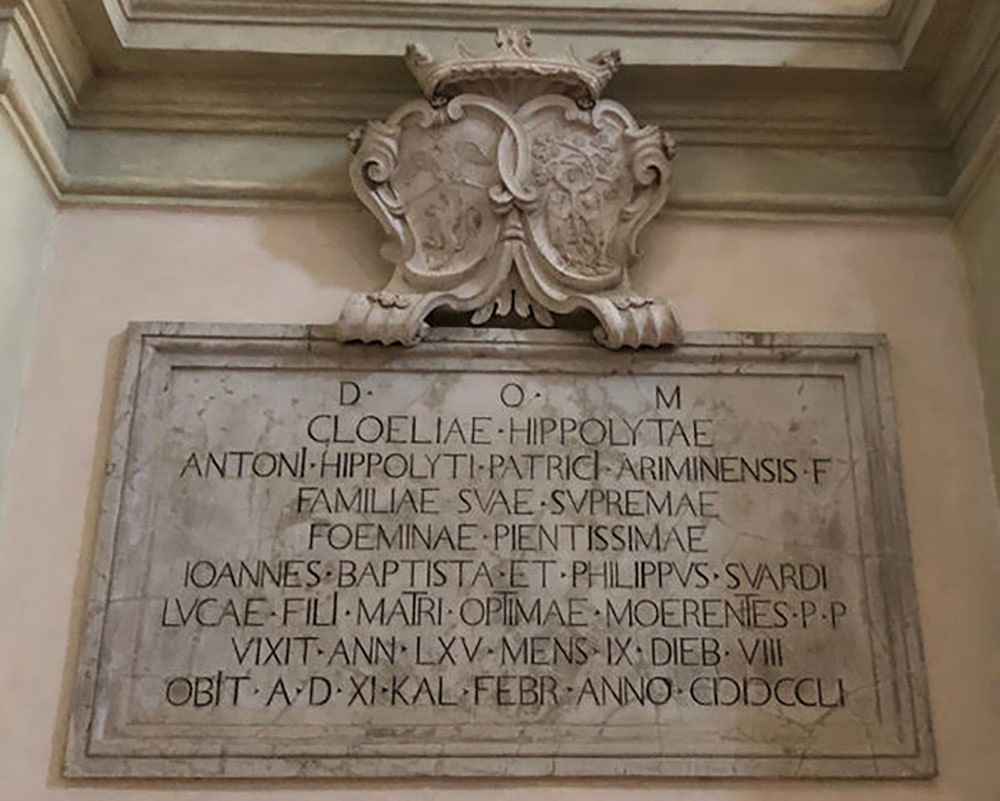 D· O· M
CLOELIAE·HIPPOLYTAE
ANTONI·HIPPOLYTI·PATRICI·ARIMINENSIS·F
FAMILIAE SVAE·SVPREMAE
FOEMINAE·PIENTISSIMAE
IOANNES·BAPTISTA·ET·PHILIPPVS·SVARDI
LVCAE·FILI·MATRI·OPTIMAE·MOERENTES·P·P
VIXIT·ANN·LXV·MENS·IX·DIEB·VIII
OBIT·A·D·XI·KAL·FEBR·ANNO·CIƆIƆCCLI